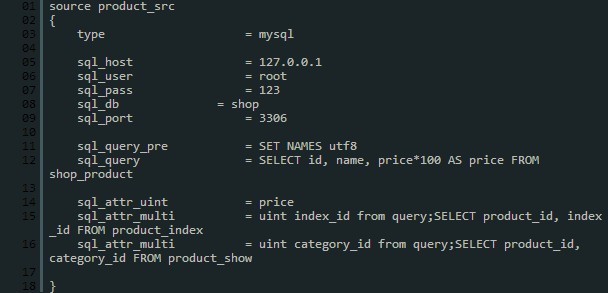 01 source product_src
02 {
03     type                    = mysql
04
05     sql_host                = 127.0.0.1
06     sql_user                = root
07     sql_pass                = 123
08     sql_db              = shop
09     sql_port                = 3306
10
11     sql_query_pre           = SET NAMES utf8
12     sql_query               = SELECT id, name, price*100 AS price FROM
shop_product
13
14     sql_attr_uint           = price
15     sql_attr_multi          = uint index_id from query;SELECT product_id, index
_id FROM product_index
16     sql_attr_multi          = uint category_id from query;SELECT product_id,
category_id FROM product_show
17
18 }